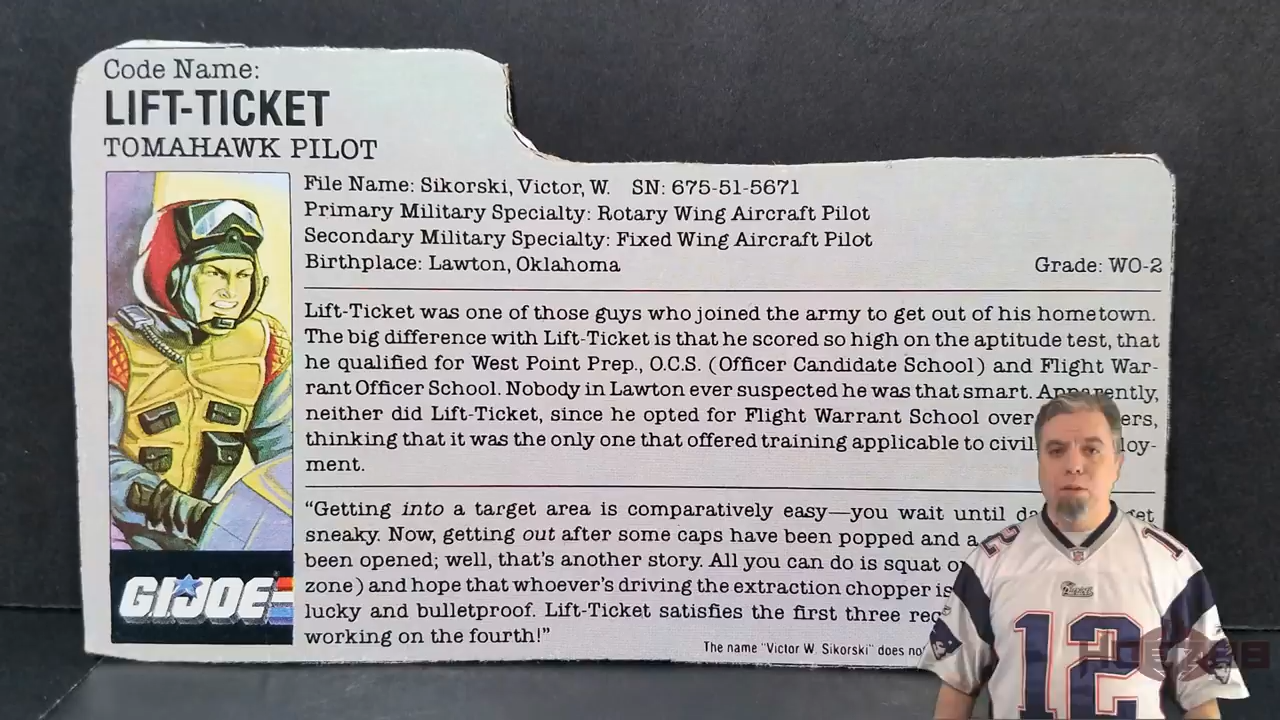 Code Name:
LIFT-TICKET
TOMAHAWK PILOT
File Name: Sikorski, Victor, W. SN: 675-51-5671
Primary Military Specialty: Rotary Wing Aircraft Pilot
Secondary Military Specialty: Fixed Wing Aircraft Pilot
Birthplace: Lawton, Oklahoma Grade: WO-2
Lift-Ticket was one of those guys who joined the army to get out of his hometown.
The big difference with Lift-Ticket is that he scored so high on the aptitude test, that
he qualified for West Point Prep., O.C.S. (Officer Candidate School) and Flight War-
rant Officer School. Nobody in Lawton ever suspected he was that smart. Apparently,
neither did Lift-Ticket, since he opted for Flight Warrant School over
thinking that it was the only one that offered training applicable to
ment.
"Getting into a target area is comparatively easy—you wait until
sneaky. Now, getting out after some caps have been popped and a
been opened; well, that's another story. All you can do is squat
zone) and hope that whoever's driving the extraction chopper is
lucky and bulletproof. Lift-Ticket satisfies the first three
working on the fourth!"
The name "Victor W. Sikorski" does
GI JOE
12